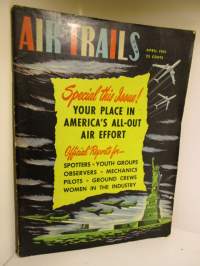 AIR TRAILS
APRIL 1951
25 CENTS
Special this Issue!
YOUR PLACE IN
AMERICA'S ALL-OUT
AIR EFFORT
Official Reports for—
SPOTTERS - YOUTH GROUPS
OBSERVERS - MECHANICS
PILOTS - GROUND CREWS
WOMEN IN THE INDUSTRY